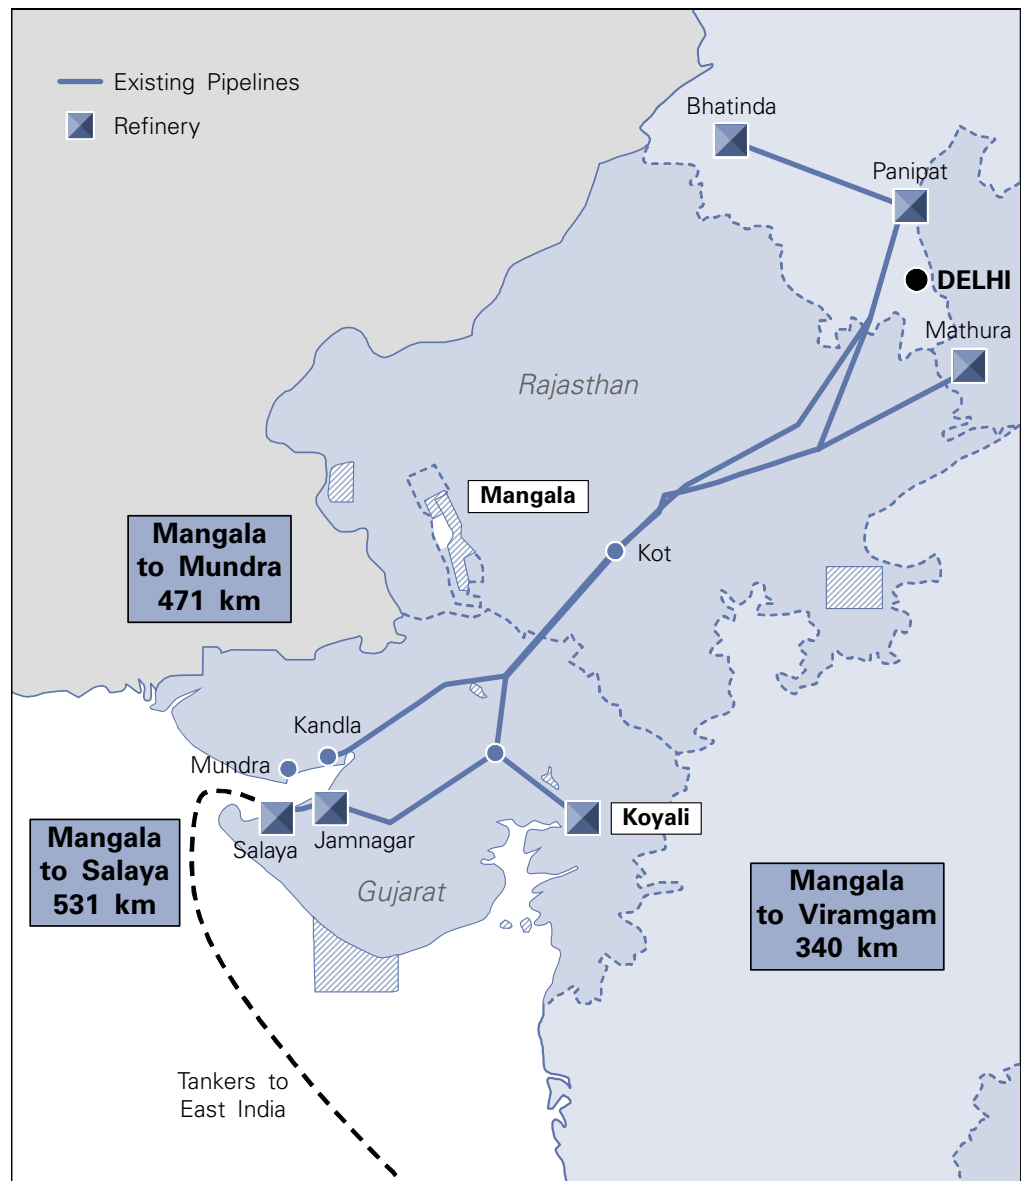 Existing Pipelines
Refinery
Bhatinda
Panipat
DELHI
Mathura
Rajasthan
Mangala
Mangala
to Mundra
471 km
Kot
Kandla
Mundra
Salaya
Jamnagar
Koyali
Mangala
to Salaya
531 km
Gujarat
Mangala
to Viramgam
340 km
Tankers to
East India